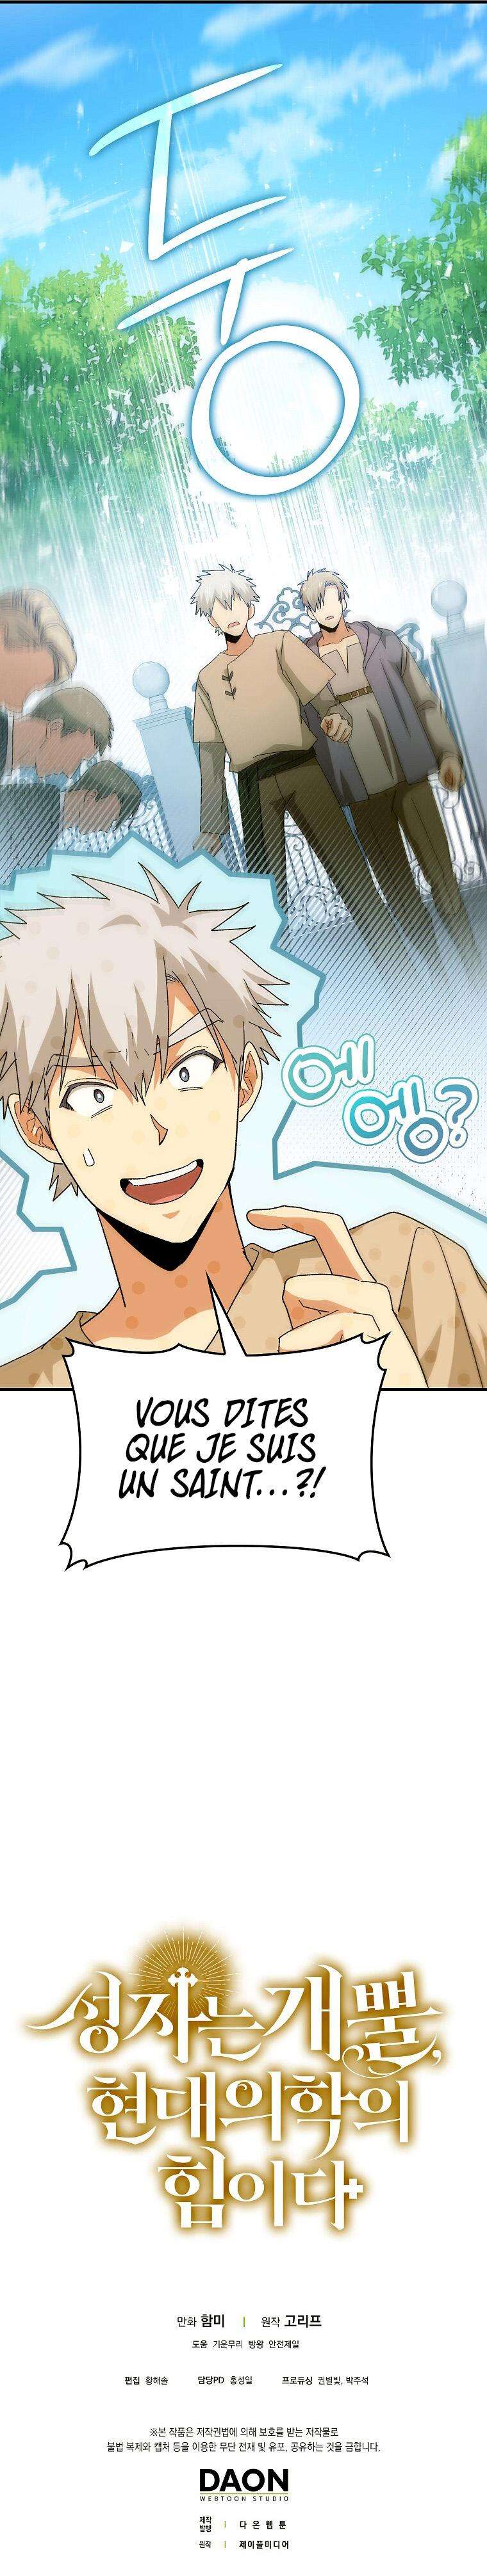 두
둥
에
엥?
VOUS DITES
QUE JE SUIS
UN SAINT...?!
성자는 개뿔,
현대의학의
힘이다
만화 함미 | 원작 고리프
도움 기운무리 빵왕 안전제일
편집 황해솔 담당PD 홍성일 프로듀싱 권별빛, 박주석
※본 작품은 저작권법에 의해 보호를 받는 저작물로
불법 복제와 캡처 등을 이용한 무단 전재 및 유포, 공유하는 것을 금합니다.
DAON
WEBTOON STUDIO
제작
발행 | 다온웹툰
원작 | 제이플미디어